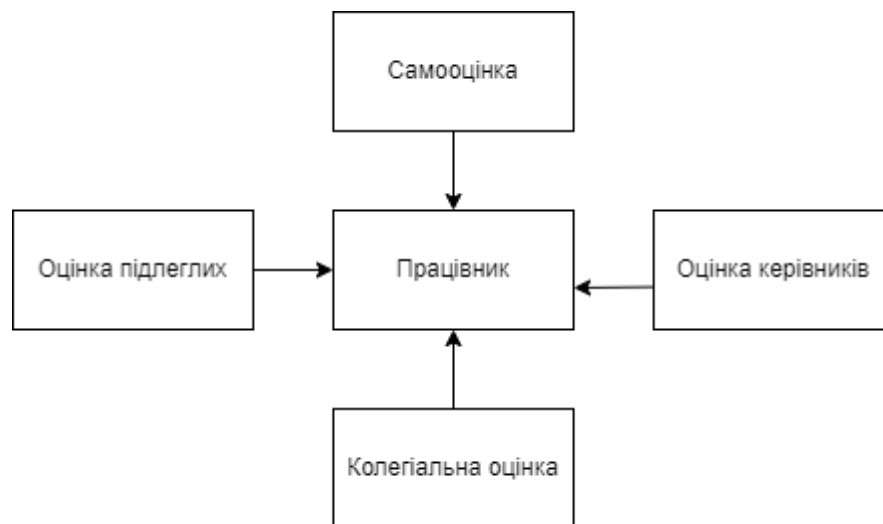 Самооцінка
Оцінка підлеглих
Працівник
Оцінка керівників
Колегіальна оцінка